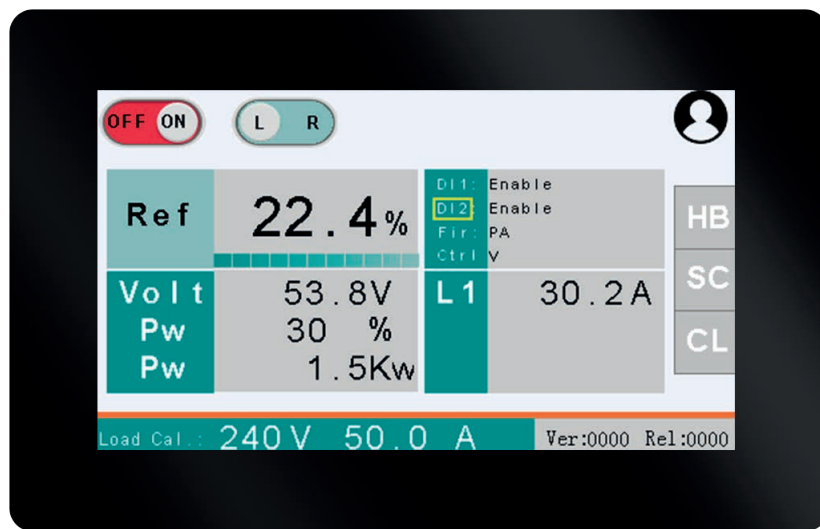 OFF ON
L R
Ref 22.4%
DI1: Enable
DI2: Enable
Fir: PA
Ctrl V
HB
SC
CL
Volt 53.8V
Pw 30 %
Pw 1.5Kw
L1 30.2A
Load Cal.: 240V 50.0 A
Ver:0000 Rel:0000